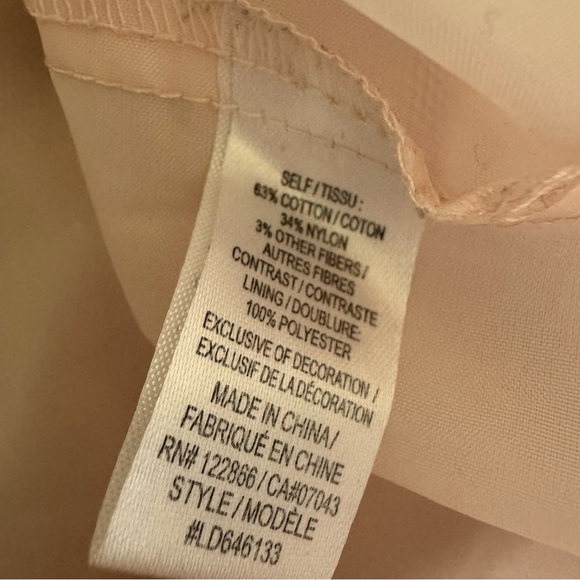 SELF/TISSU:
63% COTTON/COTON
34% NYLON
3% OTHER FIBERS/
AUTRES FIBRES
CONTRAST/CONTRASTE
LINING/DOUBLURE:
100% POLYESTER
EXCLUSIVE OF DECORATION/
EXCLUSIF DE LA DÉCORATION
MADE IN CHINA/
FABRIQUÉ EN CHINE
RN# 122866/CA#07043
STYLE/MODÈLE
#LD646133